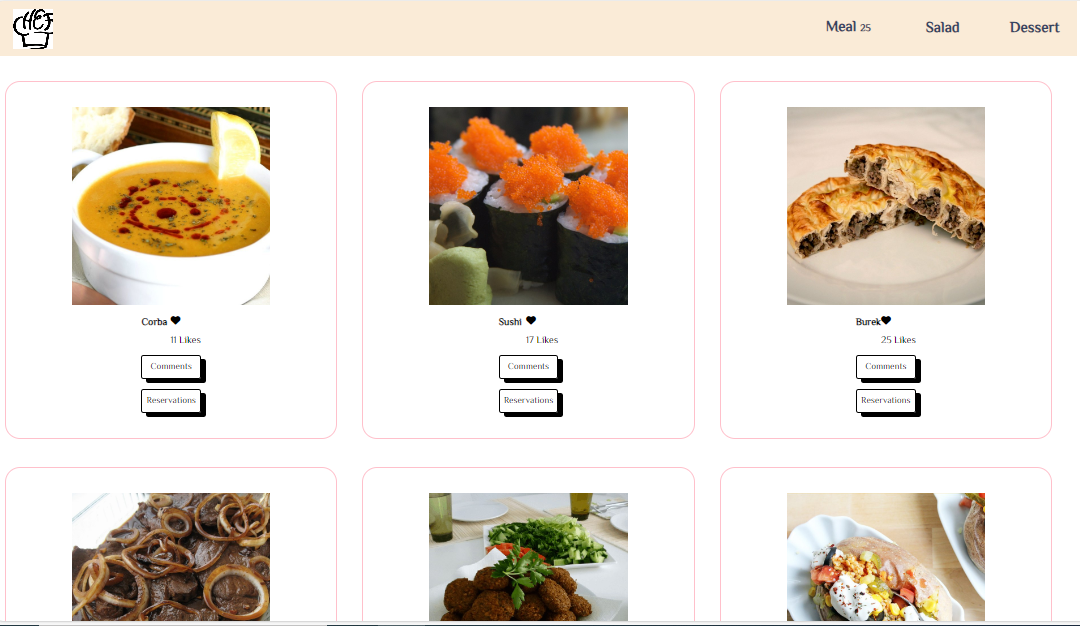 CHEF
Meal 25
Salad
Dessert
Corba
11 Likes
Comments
Reservations
Sushi
17 Likes
Comments
Reservations
Burek
25 Likes
Comments
Reservations